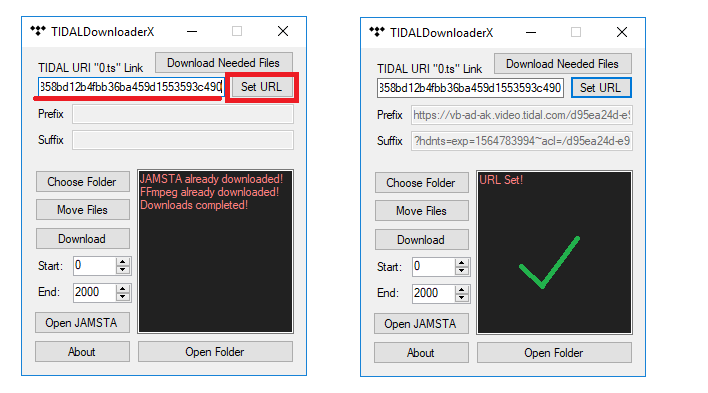 TIDALDownloaderX
TIDAL URI "0.ts" Link
Download Needed Files
358bd12b4fbb36ba459d1553593c490
Set URL
Prefix
Suffix
Choose Folder
Move Files
Download
Start:
0
End:
2000
Open JAMSTA
About
JAMSTA already downloaded!
FFmpeg already downloaded!
Downloads completed!
Open Folder
TIDALDownloaderX
TIDAL URI "0.ts" Link
Download Needed Files
358bd12b4fbb36ba459d1553593c490
Set URL
Prefix
https://vb-ad-ak.video.tidal.com/d95ea24d-e9
Suffix
?hdnts=exp=1564783994~acl=/d95ea24d-e9
Choose Folder
Move Files
Download
Start:
0
End:
2000
Open JAMSTA
About
URL Set!
Open Folder